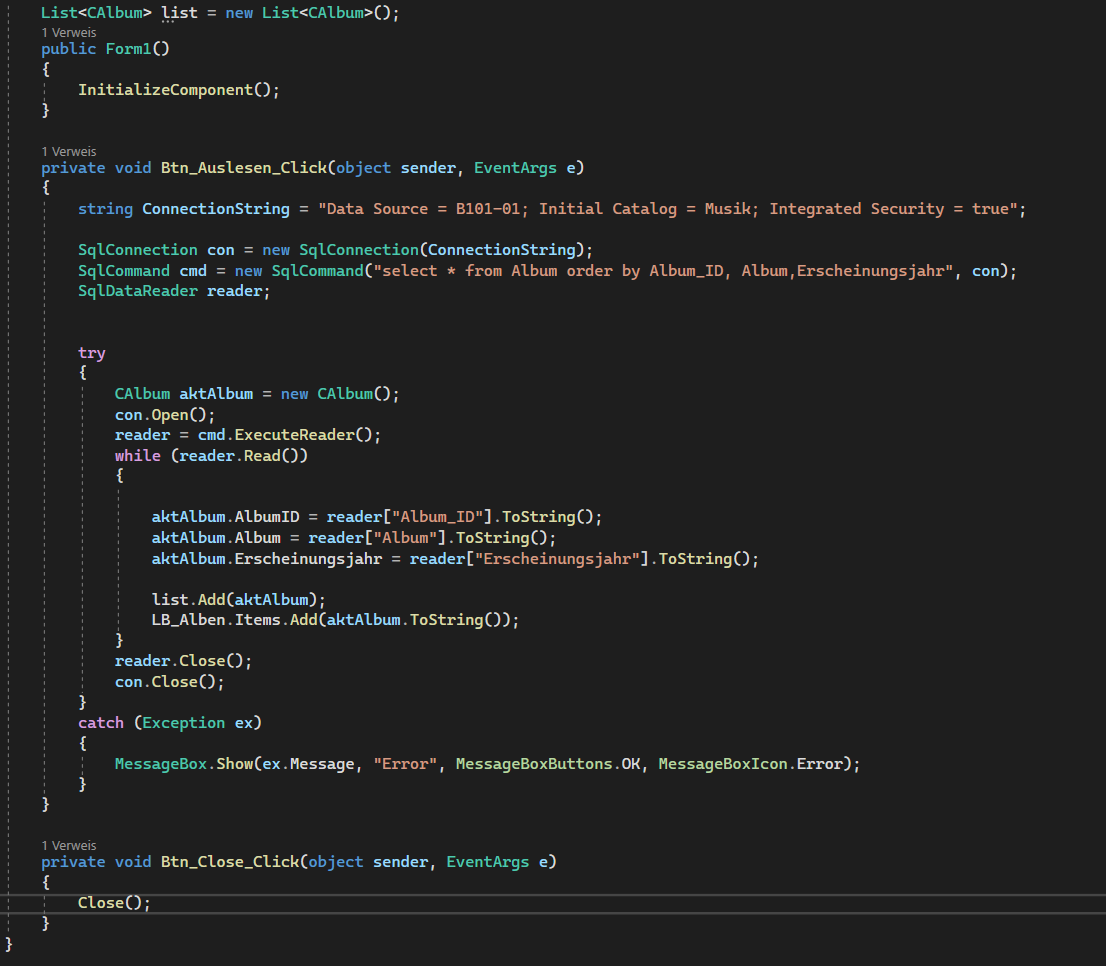 List<CAlbum> list = new List<CAlbum>();
1 Verweis
public Form1()
{
    InitializeComponent();
}

1 Verweis
private void Btn_Auslesen_Click(object sender, EventArgs e)
{
    string ConnectionString = "Data Source = B101-01; Initial Catalog = Musik; Integrated Security = true";

    SqlConnection con = new SqlConnection(ConnectionString);
    SqlCommand cmd = new SqlCommand("select * from Album order by Album_ID, Album,Erscheinungsjahr", con);
    SqlDataReader reader;


    try
    {
        CAlbum aktAlbum = new CAlbum();
        con.Open();
        reader = cmd.ExecuteReader();
        while (reader.Read())
        {

            aktAlbum.AlbumID = reader["Album_ID"].ToString();
            aktAlbum.Album = reader["Album"].ToString();
            aktAlbum.Erscheinungsjahr = reader["Erscheinungsjahr"].ToString();

            list.Add(aktAlbum);
            LB_Alben.Items.Add(aktAlbum.ToString());
        }
        reader.Close();
        con.Close();
    }
    catch (Exception ex)
    {
        MessageBox.Show(ex.Message, "Error", MessageBoxButtons.OK, MessageBoxIcon.Error);
    }
}

1 Verweis
private void Btn_Close_Click(object sender, EventArgs e)
{
    Close();
}
}